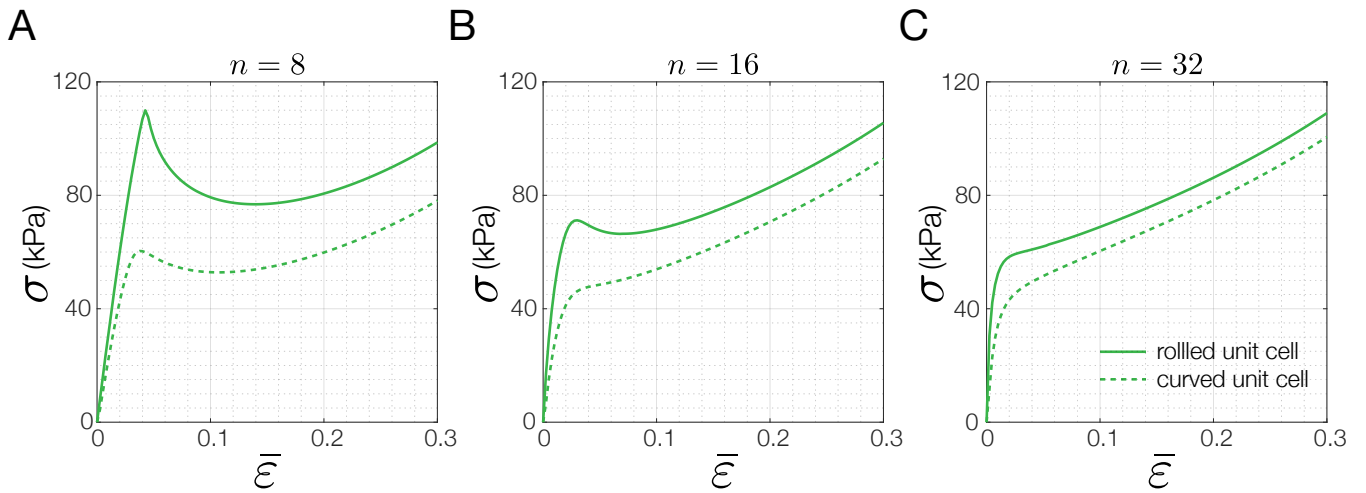 A
n = 8
120
80
40
0
σ (kPa)
0 0.1 0.2 0.3
ε̅
B
n = 16
120
80
40
0
σ (kPa)
0 0.1 0.2 0.3
ε̅
C
n = 32
120
80
40
0
σ (kPa)
0 0.1 0.2 0.3
ε̅
rollled unit cell
curved unit cell